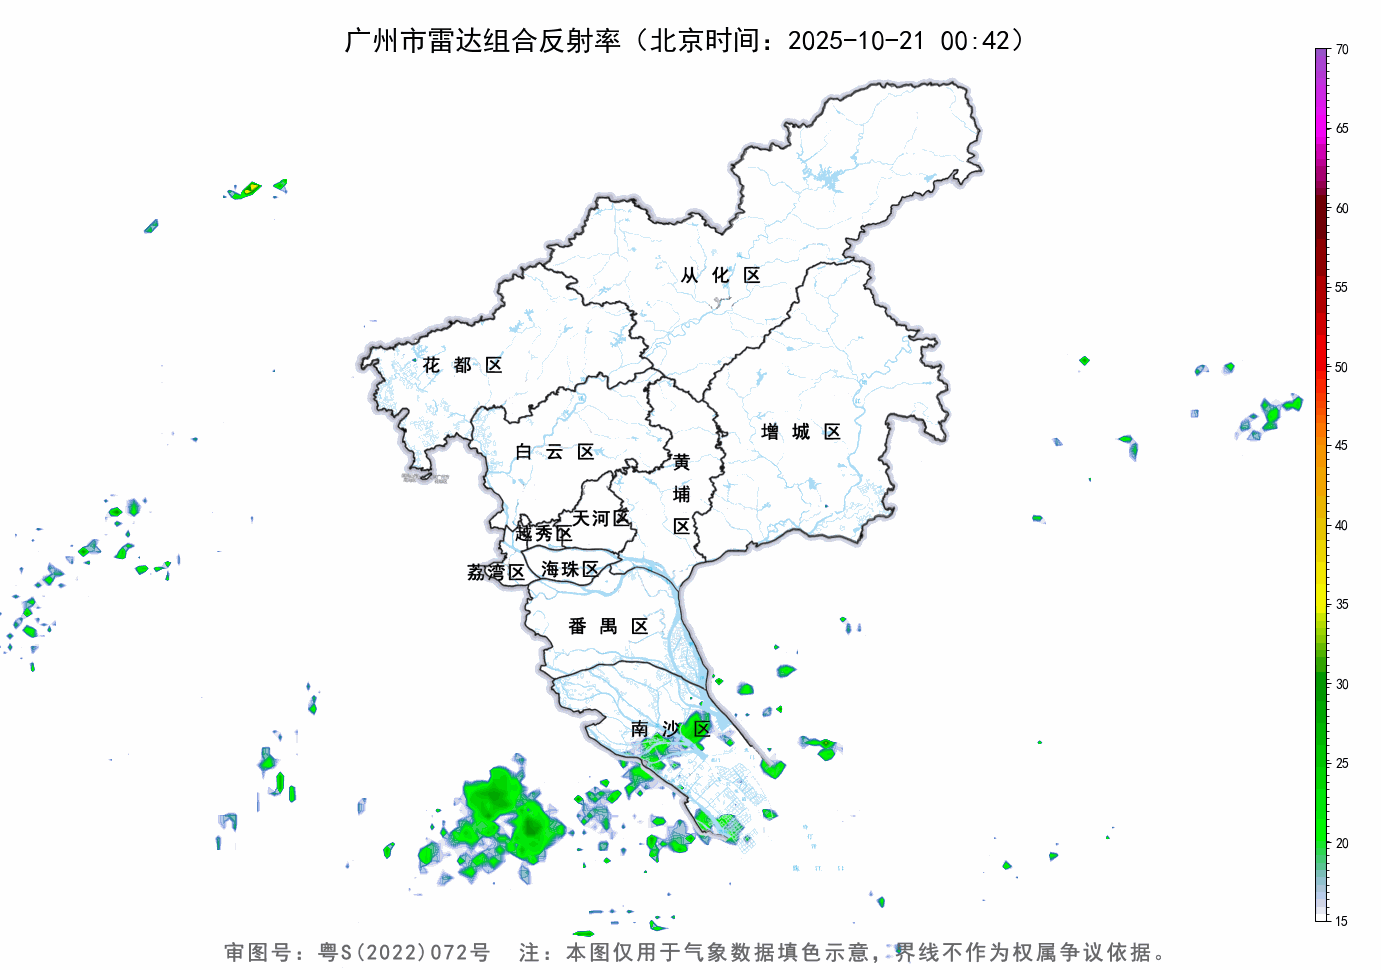 广州市雷达组合反射率（北京时间：2025-10-21 00:42）
70
65
60
55
50
45
40
35
30
25
20
15
从化区
花都区
增城区
白云区
黄埔区
天河区
越秀区
海珠区
荔湾区
番禺区
南沙区
审图号：粤S(2022)072号 注：本图仅用于气象数据填色示意，界线不作为权属争议依据。